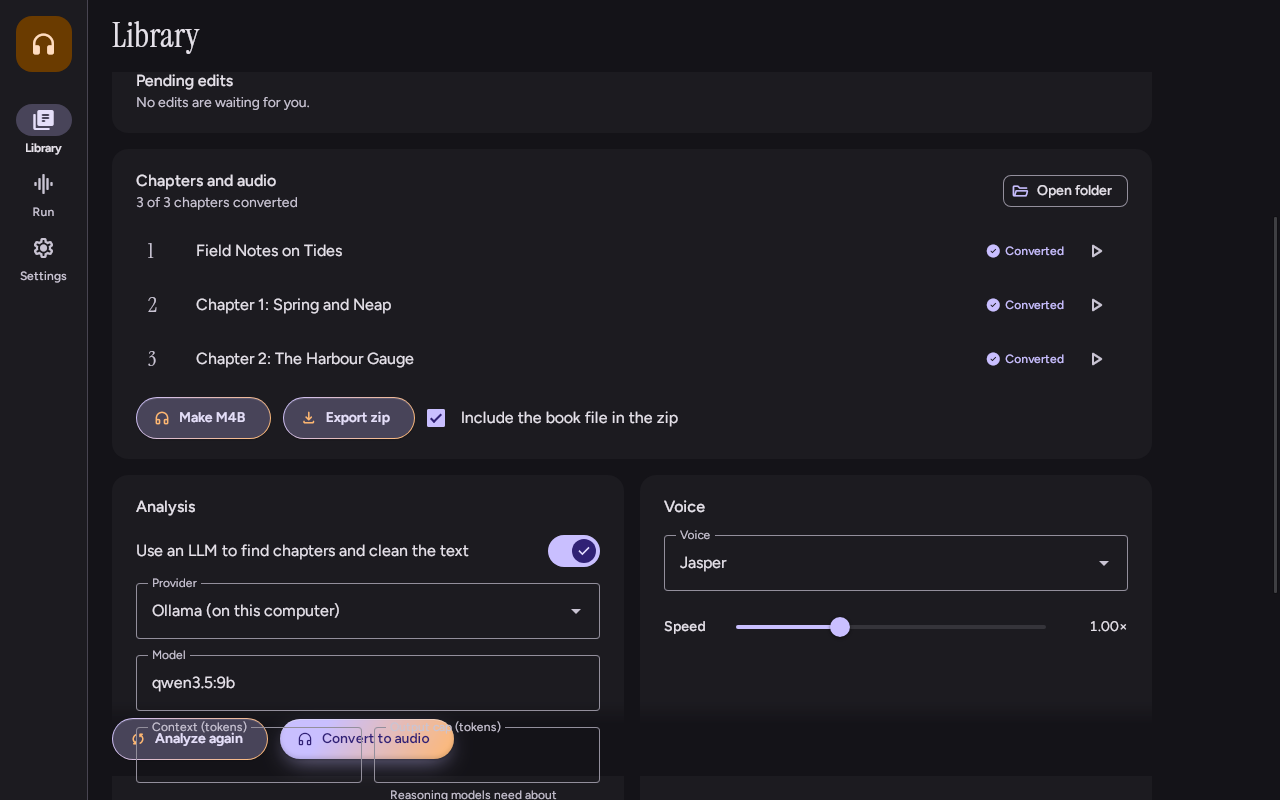 Library
Library
Run
Settings
Pending edits
No edits are waiting for you.
Chapters and audio
3 of 3 chapters converted
Open folder
1 Field Notes on Tides Converted
2 Chapter 1: Spring and Neap Converted
3 Chapter 2: The Harbour Gauge Converted
Make M4B Export zip Include the book file in the zip
Analysis
Use an LLM to find chapters and clean the text
Provider
Ollama (on this computer)
Model
qwen3.5:9b
Context (tokens)
(tokens)
Analyze again Convert to audio
Reasoning models need about
Voice
Voice
Jasper
Speed 1.00×